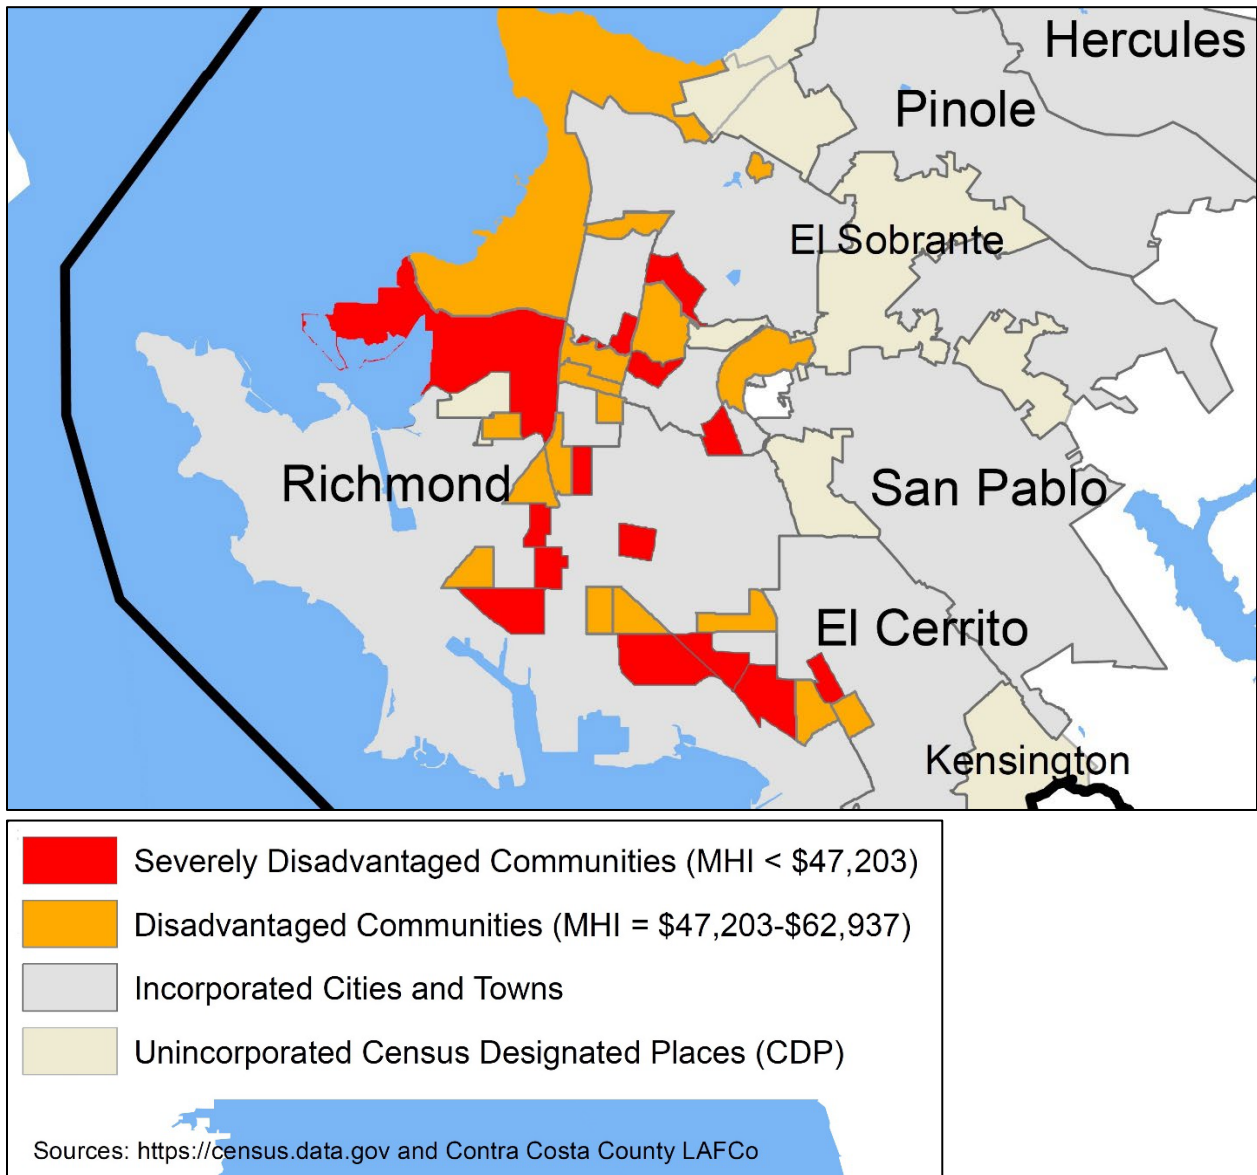 Hercules
Pinole
El Sobrante
Richmond
San Pablo
El Cerrito
Kensington
Severely Disadvantaged Communities (MHI < $47,203)
Disadvantaged Communities (MHI = $47,203-$62,937)
Incorporated Cities and Towns
Unincorporated Census Designated Places (CDP)
Sources: https://census.data.gov and Contra Costa County LAFCo